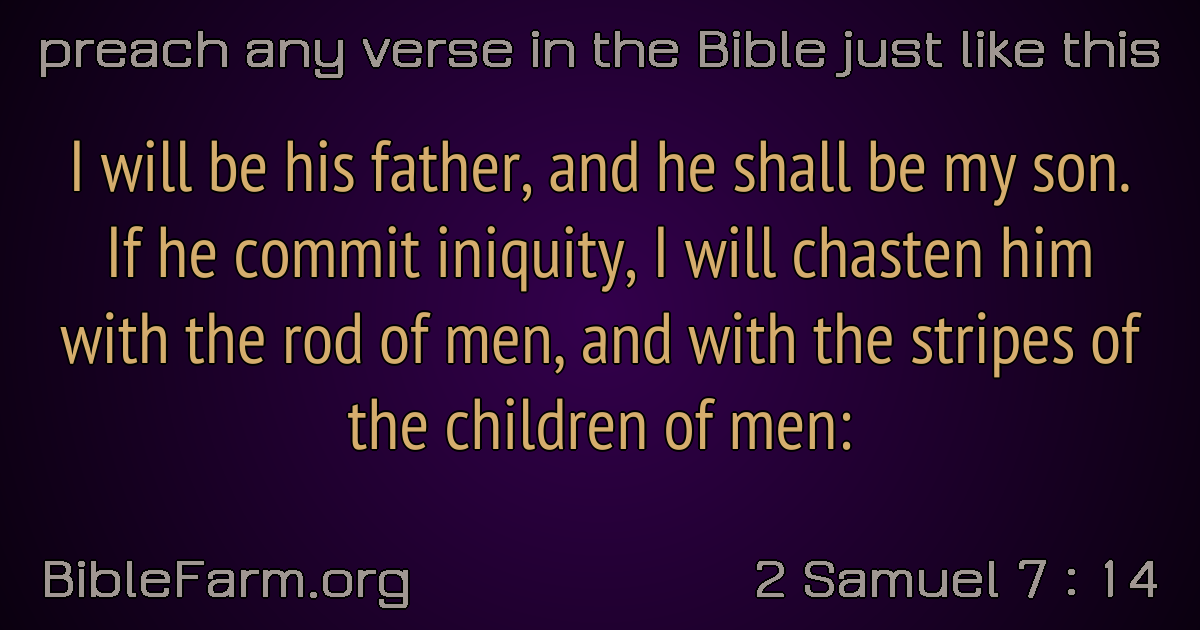 preach any verse in the Bible just like this
I will be his father, and he shall be my son.
If he commit iniquity, I will chasten him
with the rod of men, and with the stripes of
the children of men:
BibleFarm.org
2 Samuel 7 : 14